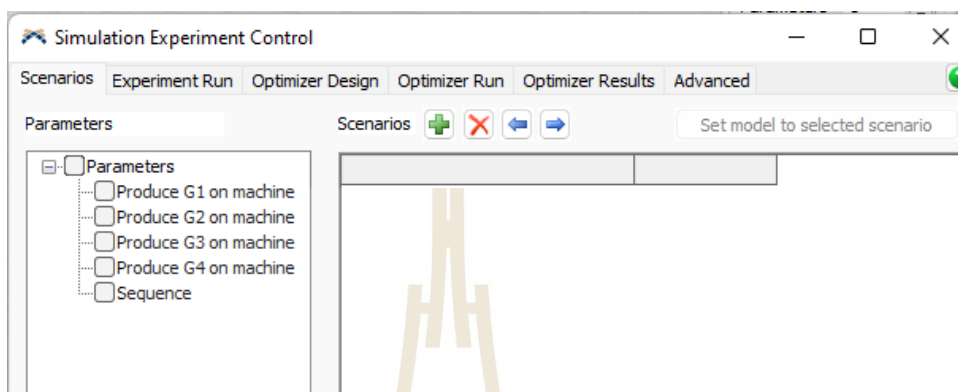 Simulation Experiment Control
Scenarios Experiment Run Optimizer Design Optimizer Run Optimizer Results Advanced
Parameters Scenarios Set model to selected scenario
Parameters
Produce G1 on machine
Produce G2 on machine
Produce G3 on machine
Produce G4 on machine
Sequence